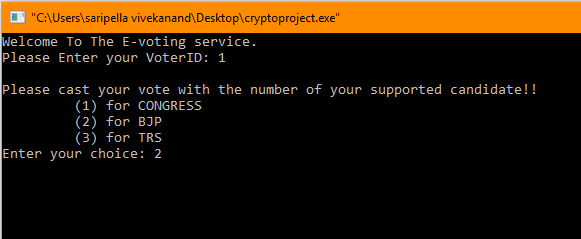 "C:\Users\saripella vivekanand\Desktop\cryptoproject.exe"
Welcome To The E-voting service.
Please Enter your VoterID: 1
Please cast your vote with the number of your supported candidate!!
(1) for CONGRESS
(2) for BJP
(3) for TRS
Enter your choice: 2